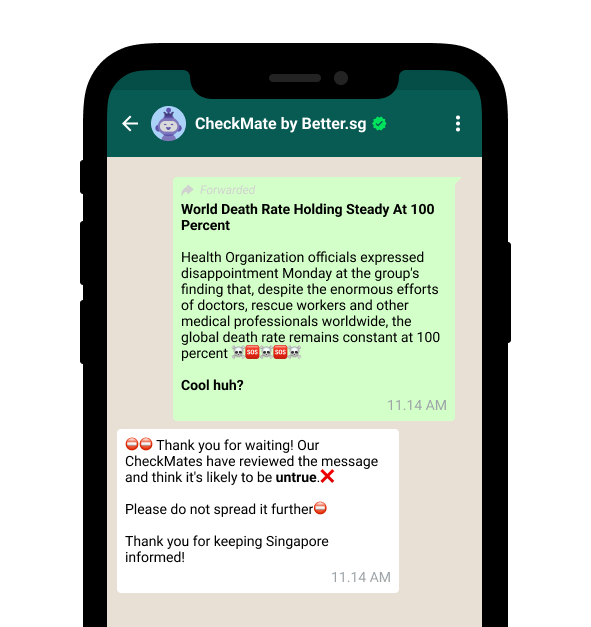 CheckMate by Better.sg
Forwarded
World Death Rate Holding Steady At 100
Percent
Health Organization officials expressed
disappointment Monday at the group's
finding that, despite the enormous efforts
of doctors, rescue workers and other
medical professionals worldwide, the
global death rate remains constant at 100
percent ☠️🆘☠️🆘☠️
Cool huh?
11.14 AM
⛔⛔ Thank you for waiting! Our
CheckMates have reviewed the message
and think it's likely to be untrue.❌
Please do not spread it further⛔
Thank you for keeping Singapore
informed!
11.14 AM